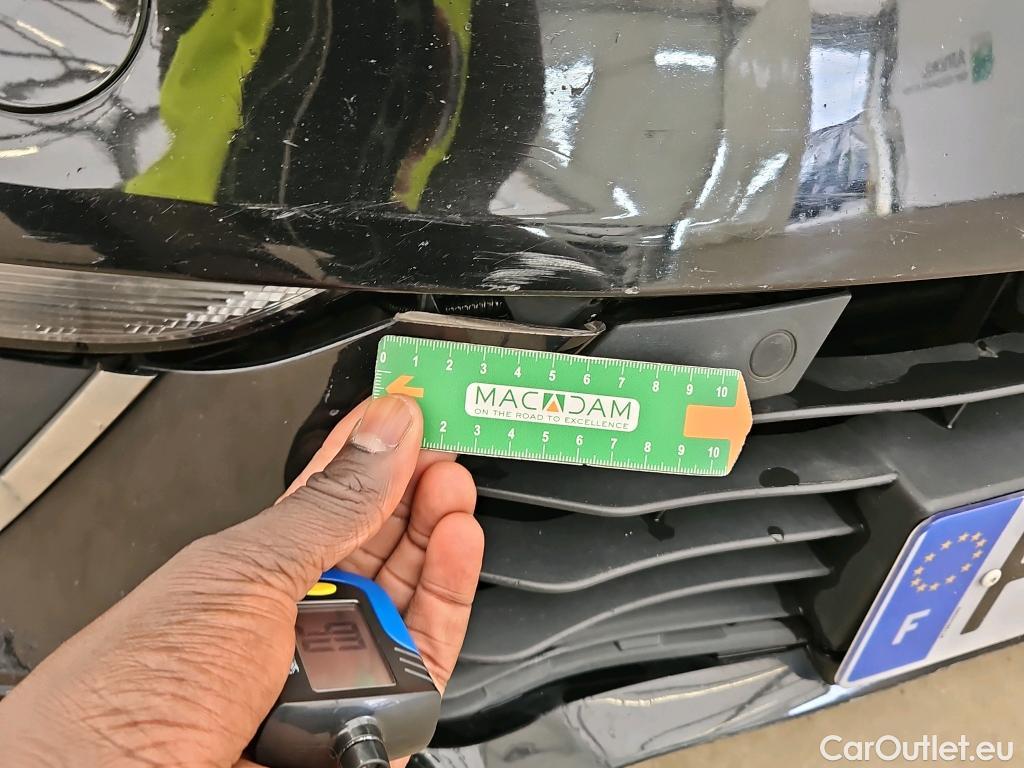 0 1 2 3 4 5 6 7 8 9 10
MACADAM
ON THE ROAD TO EXCELLENCE
2 3 4 5 6 7 8 9 10
F
CarOutlet.eu